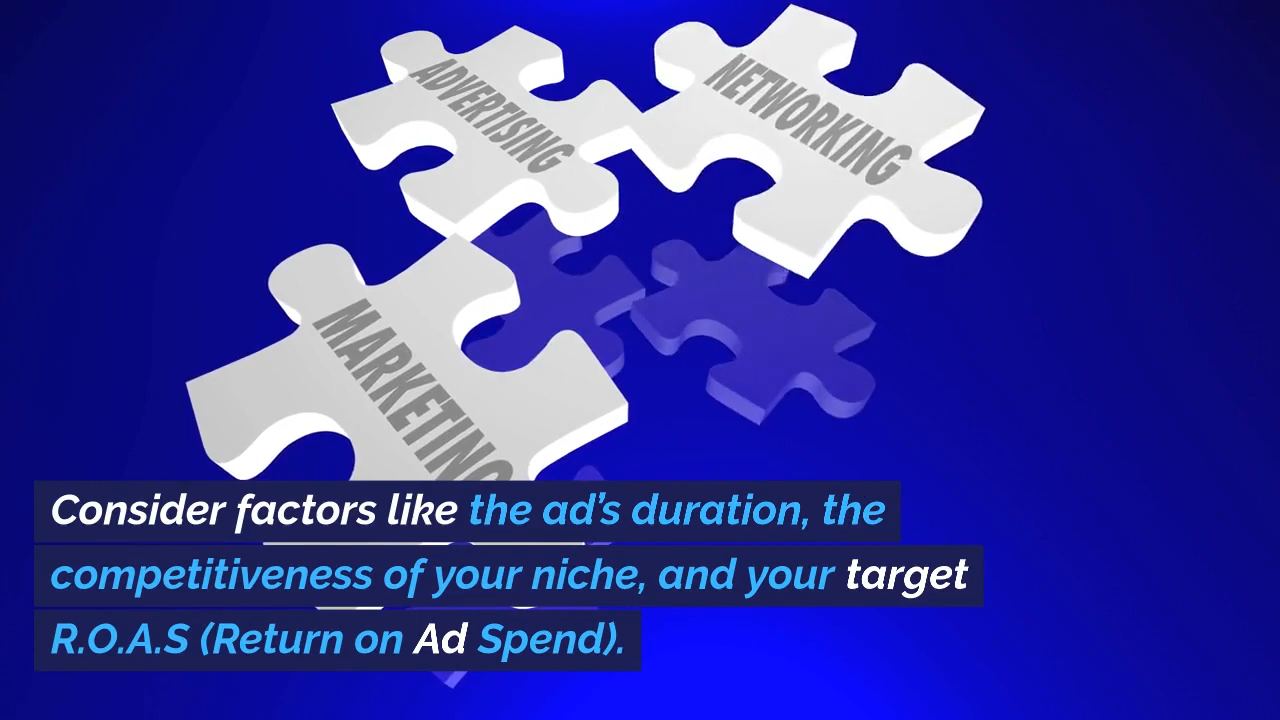 ADVERTISING
NETWORKING
MARKETING
Consider factors like the ad’s duration, the
competitiveness of your niche, and your target
R.O.A.S (Return on Ad Spend).